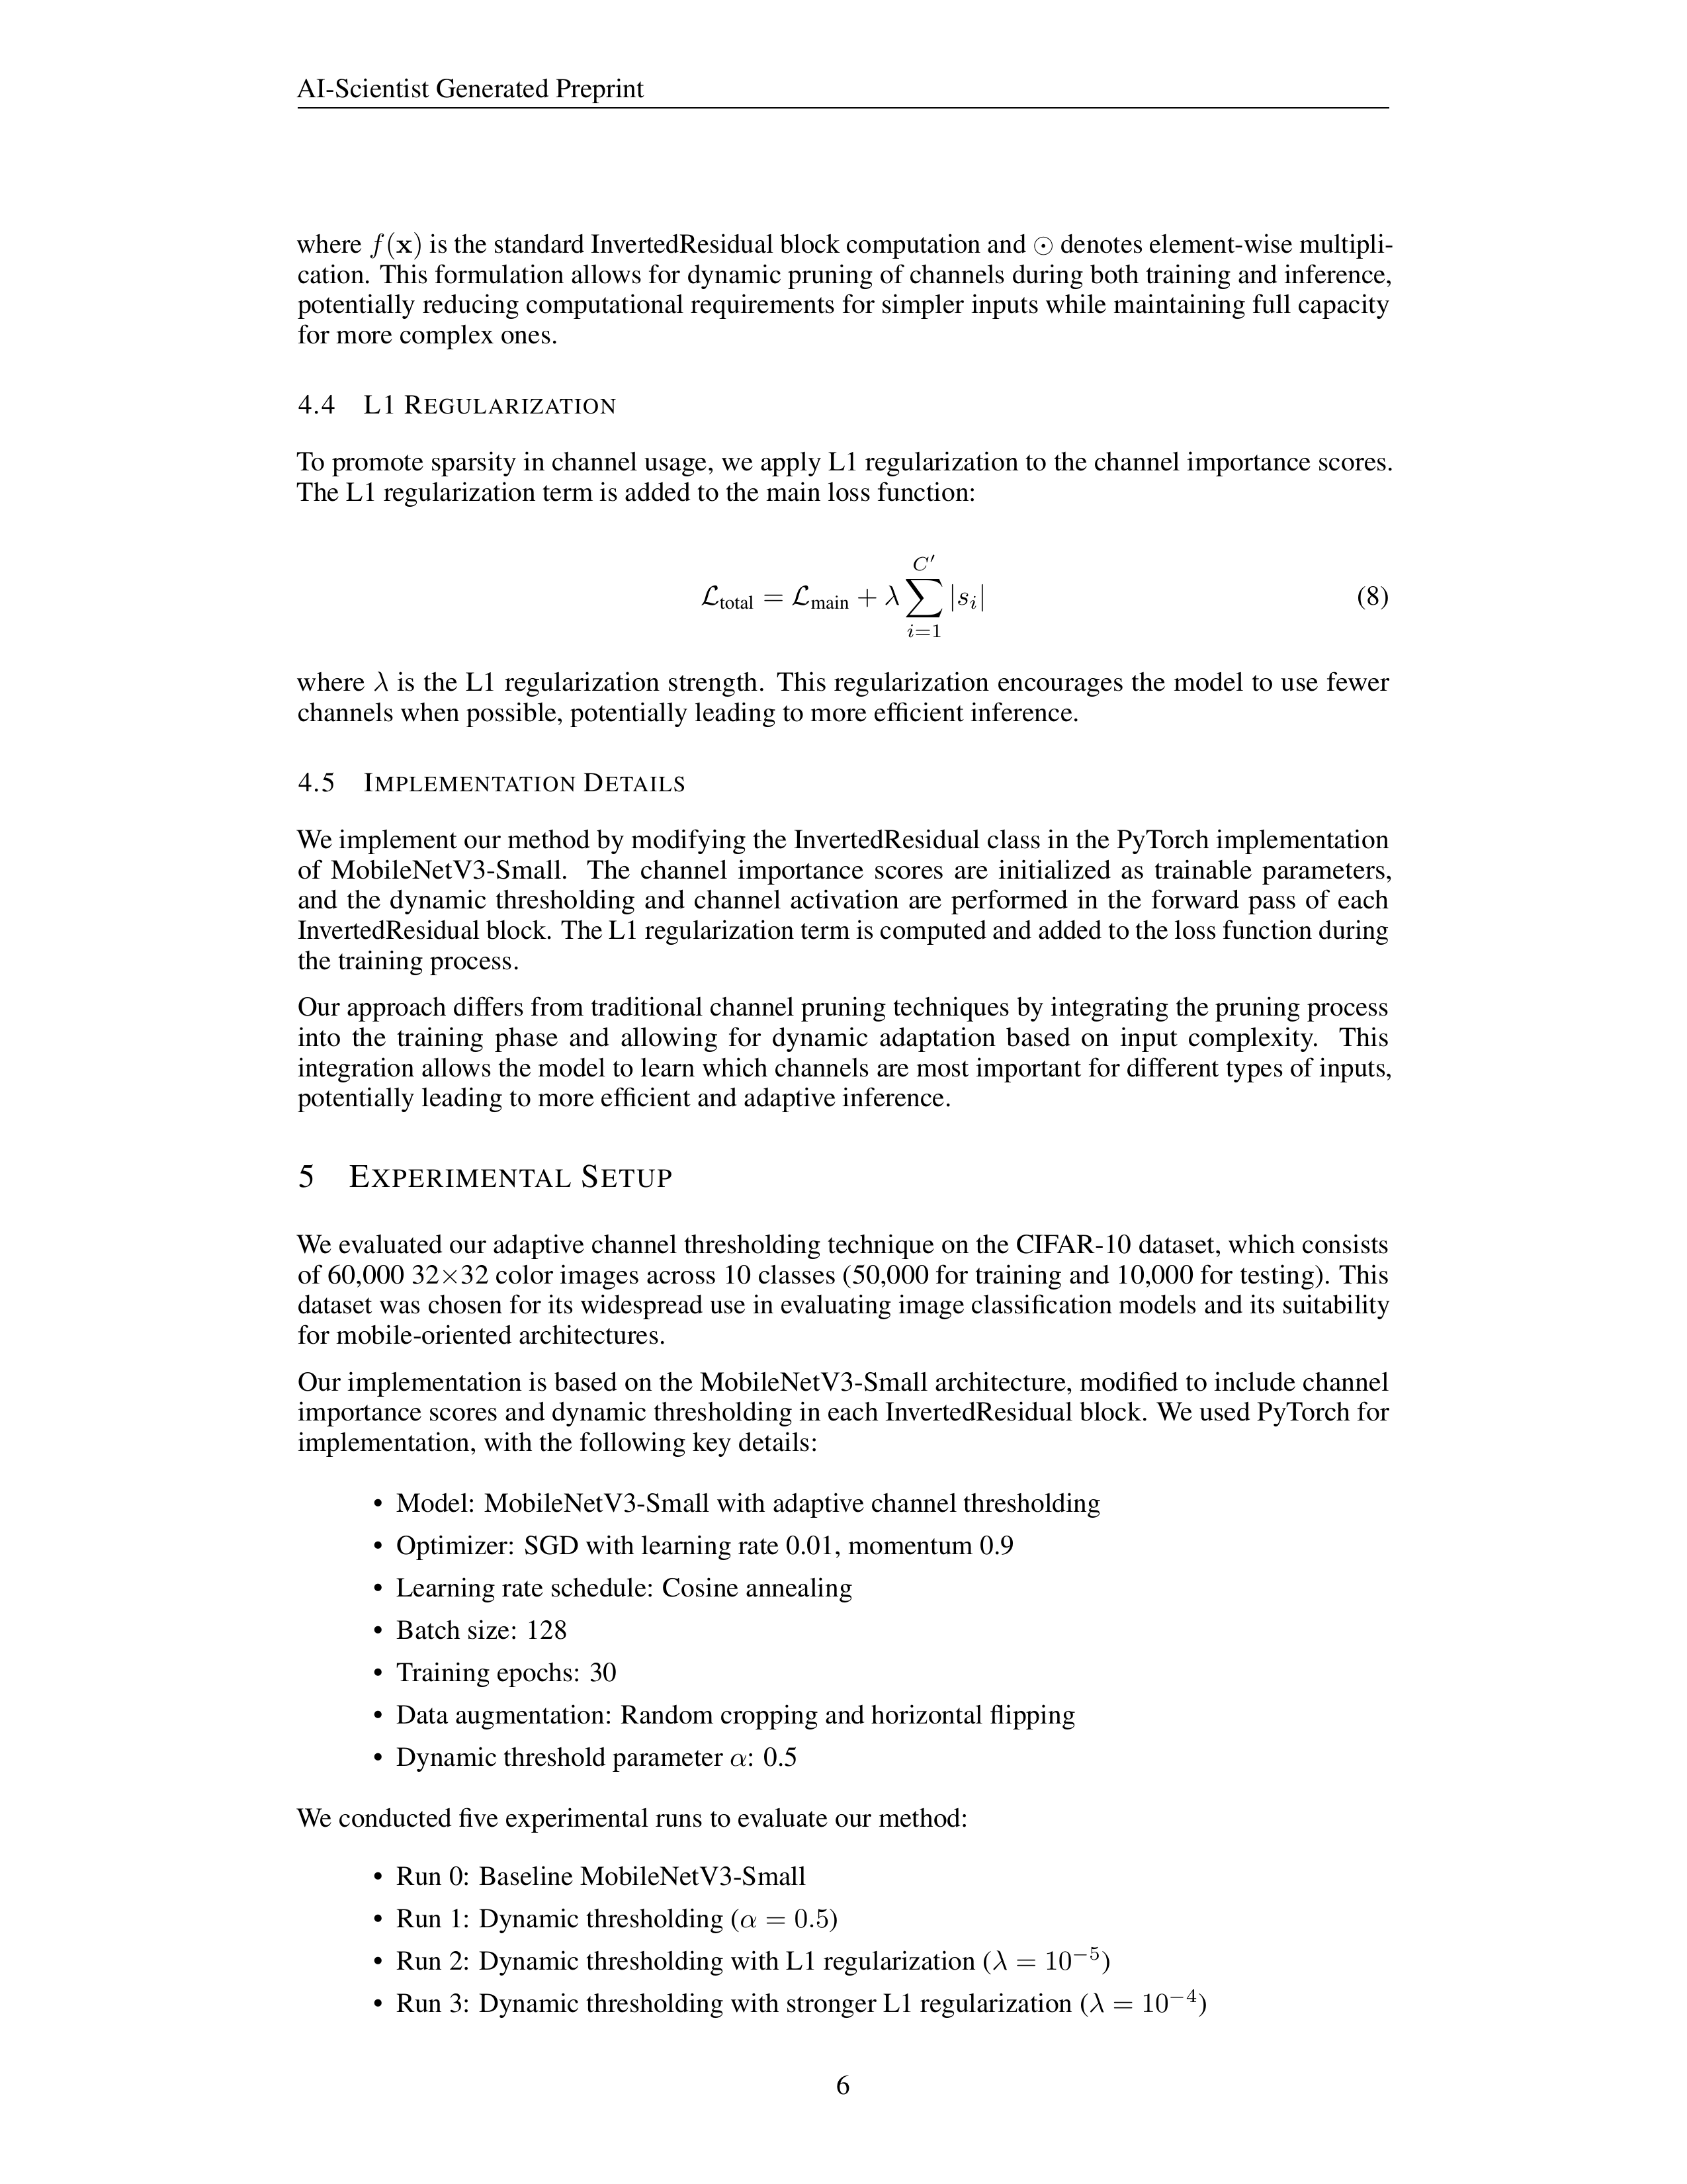 AI-Scientist Generated Preprint
where f(x) is the standard InvertedResidual block computation and ⊙ denotes element-wise multipli-
cation. This formulation allows for dynamic pruning of channels during both training and inference,
potentially reducing computational requirements for simpler inputs while maintaining full capacity
for more complex ones.
4.4 L1 REGULARIZATION
To promote sparsity in channel usage, we apply L1 regularization to the channel importance scores.
The L1 regularization term is added to the main loss function:
ℒ_total = ℒ_main + λ ∑_{i=1}^{C′} |s_i| (8)
where λ is the L1 regularization strength. This regularization encourages the model to use fewer
channels when possible, potentially leading to more efficient inference.
4.5 IMPLEMENTATION DETAILS
We implement our method by modifying the InvertedResidual class in the PyTorch implementation
of MobileNetV3-Small. The channel importance scores are initialized as trainable parameters,
and the dynamic thresholding and channel activation are performed in the forward pass of each
InvertedResidual block. The L1 regularization term is computed and added to the loss function during
the training process.
Our approach differs from traditional channel pruning techniques by integrating the pruning process
into the training phase and allowing for dynamic adaptation based on input complexity. This
integration allows the model to learn which channels are most important for different types of inputs,
potentially leading to more efficient and adaptive inference.
5 EXPERIMENTAL SETUP
We evaluated our adaptive channel thresholding technique on the CIFAR-10 dataset, which consists
of 60,000 32×32 color images across 10 classes (50,000 for training and 10,000 for testing). This
dataset was chosen for its widespread use in evaluating image classification models and its suitability
for mobile-oriented architectures.
Our implementation is based on the MobileNetV3-Small architecture, modified to include channel
importance scores and dynamic thresholding in each InvertedResidual block. We used PyTorch for
implementation, with the following key details:
• Model: MobileNetV3-Small with adaptive channel thresholding
• Optimizer: SGD with learning rate 0.01, momentum 0.9
• Learning rate schedule: Cosine annealing
• Batch size: 128
• Training epochs: 30
• Data augmentation: Random cropping and horizontal flipping
• Dynamic threshold parameter α: 0.5
We conducted five experimental runs to evaluate our method:
• Run 0: Baseline MobileNetV3-Small
• Run 1: Dynamic thresholding (α = 0.5)
• Run 2: Dynamic thresholding with L1 regularization (λ = 10⁻⁵)
• Run 3: Dynamic thresholding with stronger L1 regularization (λ = 10⁻⁴)
6